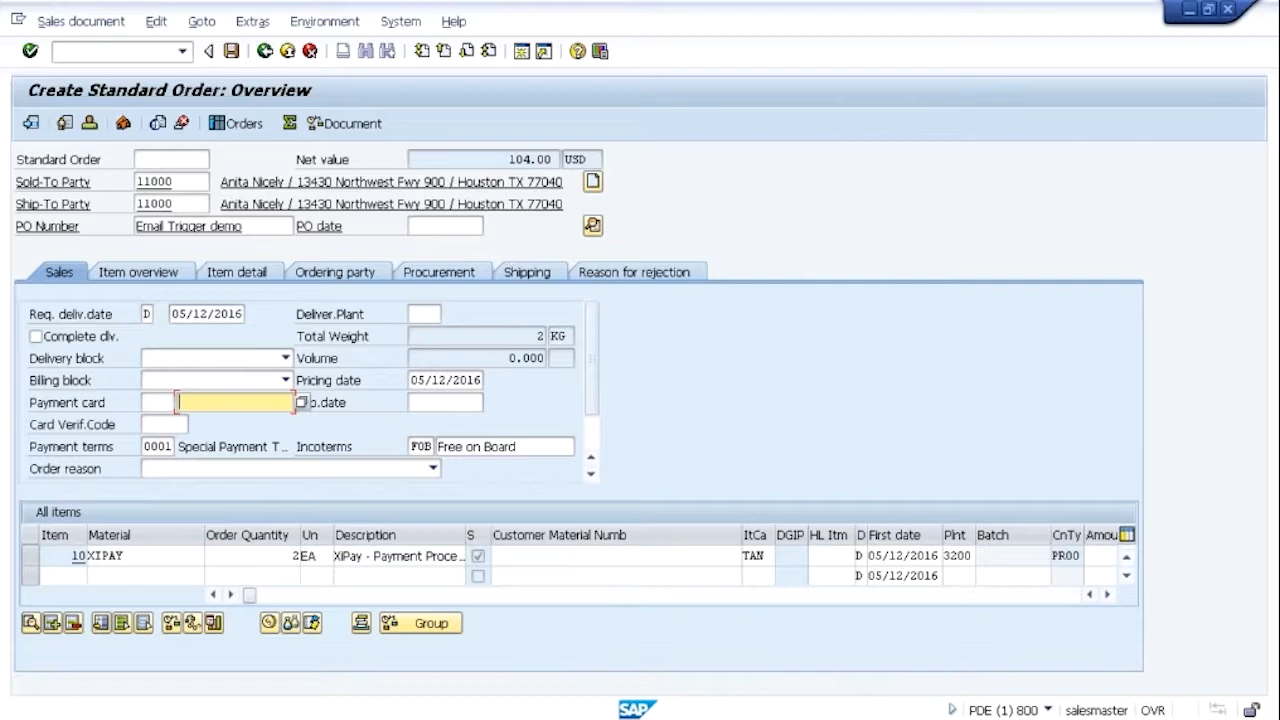 Sales document Edit Goto Extras Environment System Help
Create Standard Order: Overview
Orders Document
Standard Order Net value 104.00 USD
Sold-To Party 11000 Anita Nicely / 13430 Northwest Fwy 900 / Houston TX 77040
Ship-To Party 11000 Anita Nicely / 13430 Northwest Fwy 900 / Houston TX 77040
PO Number Email Trigger demo PO date
Sales Item overview Item detail Ordering party Procurement Shipping Reason for rejection
Req. deliv.date D 05/12/2016 Deliver.Plant
Complete dlv. Total Weight 2 KG
Delivery block Volume 0.000
Billing block Pricing date 05/12/2016
Payment card p.date
Card Verif.Code
Payment terms 0001 Special Payment T... Incoterms FOB Free on Board
Order reason
All items
Item Material Order Quantity Un Description S Customer Material Numb ItCa DGIP HL Itm D First date Plnt Batch CnTy Amou
10 XIPAY 2 EA XiPay - Payment Proce... TAN D 05/12/2016 3200 PR00
D 05/12/2016
Group
SAP PDE (1) 800 salesmaster OVR